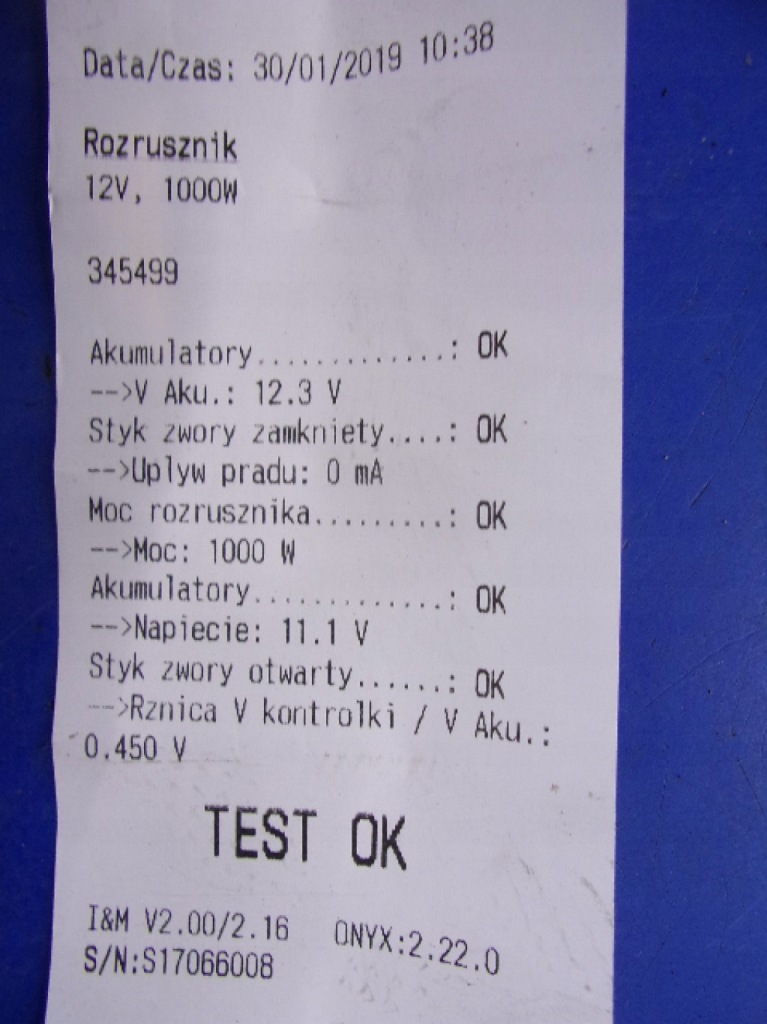 Data/Czas: 30/01/2019 10:38
Rozrusznik
12V, 1000W
345499
Akumulatory.............: OK
-->V Aku.: 12.3 V
Styk zwory zamkniety....: OK
-->Uplyw pradu: 0 mA
Moc rozrusznika.........: OK
-->Moc: 1000 W
Akumulatory.............: OK
-->Napiecie: 11.1 V
Styk zwory otwarty......: OK
-->Rznica V kontrolki / V Aku.:
0.450 V
TEST OK
I&M V2.00/2.16 ONYX:2.22.0
S/N:S17066008